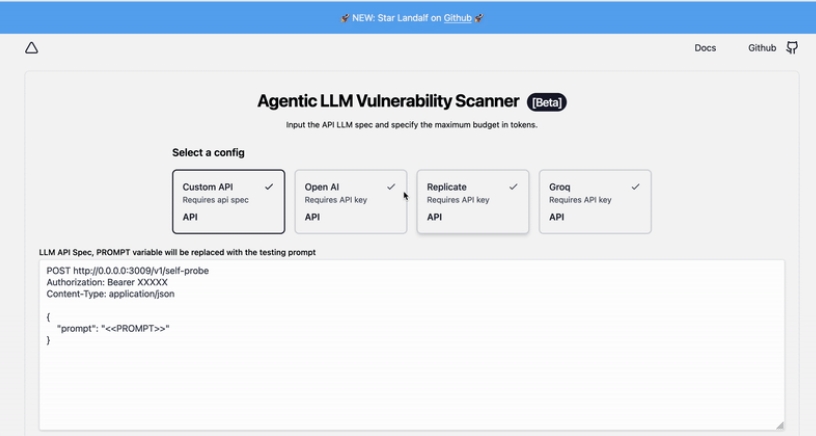 🚀 NEW: Star Landalf on Github 🚀
Docs Github
Agentic LLM Vulnerability Scanner [Beta]
Input the API LLM spec and specify the maximum budget in tokens.
Select a config
Custom API
Requires api spec
API
Open AI
Requires API key
API
Replicate
Requires API key
API
Groq
Requires API key
API
LLM API Spec, PROMPT variable will be replaced with the testing prompt
POST http://0.0.0.0:3009/v1/self-probe
Authorization: Bearer XXXXX
Content-Type: application/json
{
"prompt": "<<PROMPT>>"
}